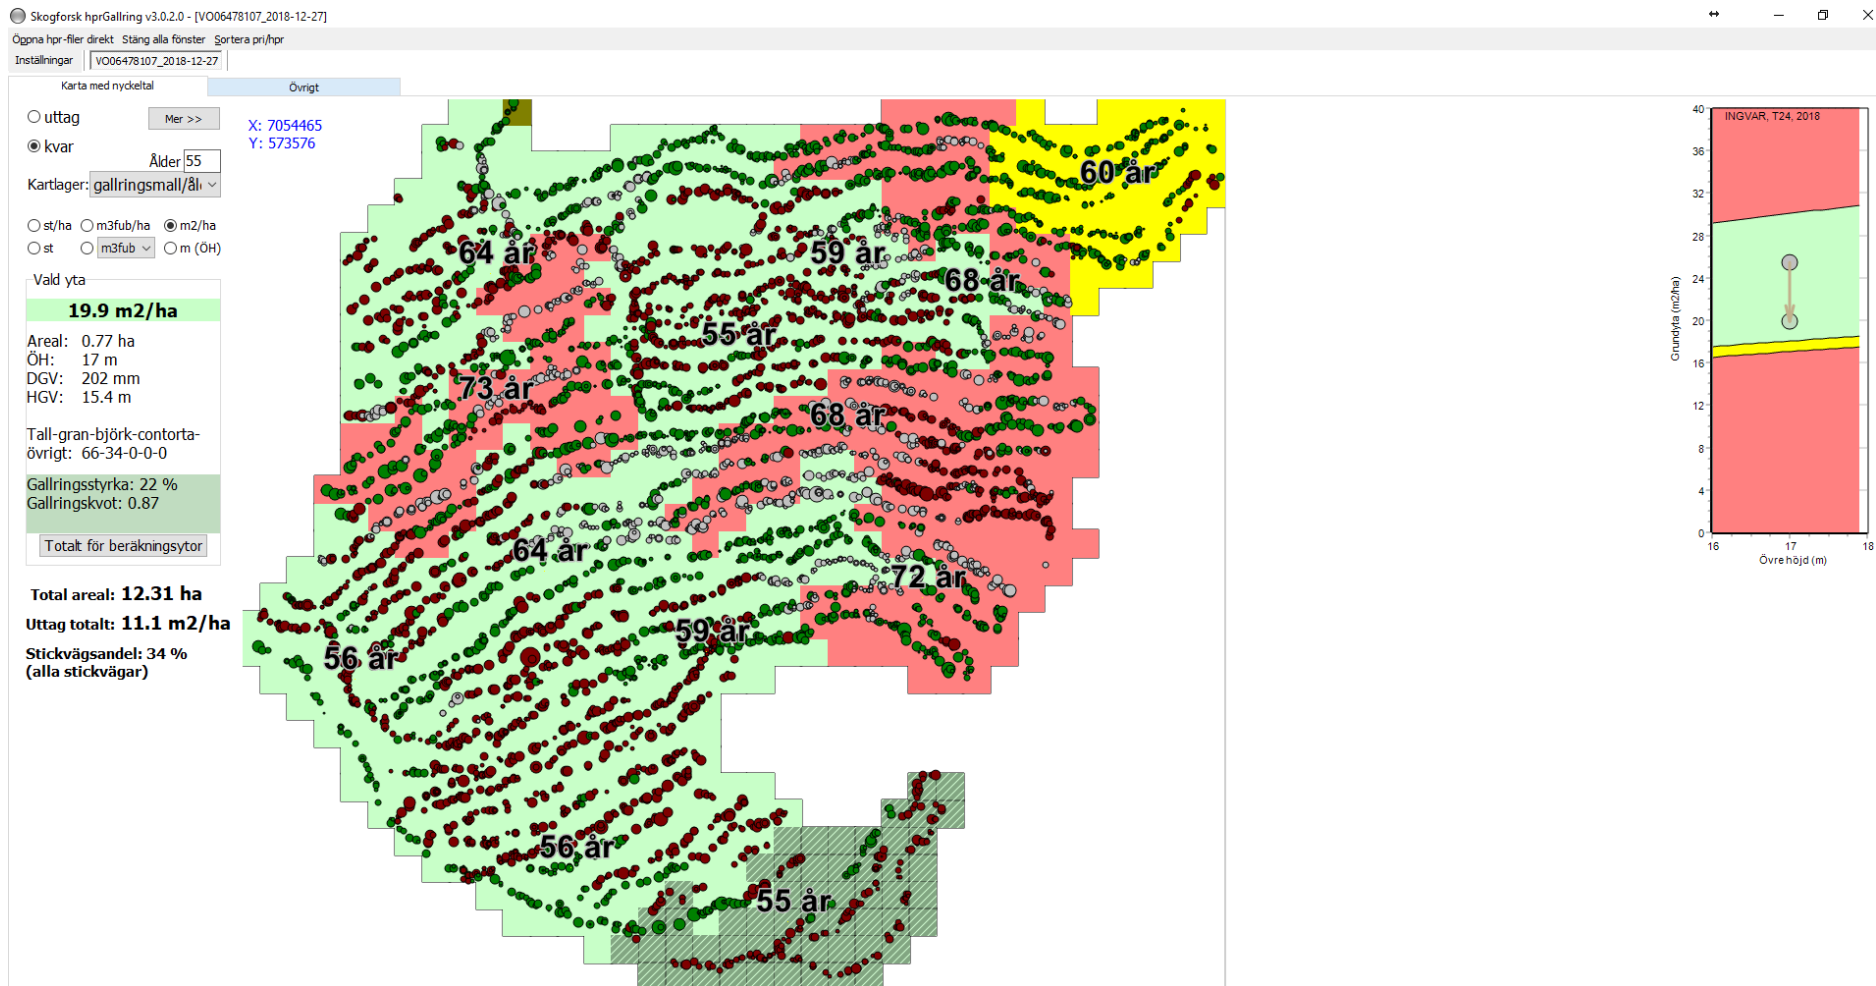 Skogforsk hprGallring v3.0.2.0 - [VO06478107_2018-12-27]
Öppna hpr-filer direkt Stäng alla fönster Sortera pri/hpr
Inställningar VO06478107_2018-12-27
Karta med nyckeltal Övrigt
uttag Mer >>
kvar
Ålder 55
Kartlager: gallringsmall/ål
st/ha m3fub/ha m2/ha
st m3fub m (ÖH)
Vald yta
19.9 m2/ha
Areal: 0.77 ha
ÖH: 17 m
DGV: 202 mm
HGV: 15.4 m
Tall-gran-björk-contorta-
övrigt: 66-34-0-0-0
Gallringsstyrka: 22 %
Gallringskvot: 0.87
Totalt för beräkningsytor
Total areal: 12.31 ha
Uttag totalt: 11.1 m2/ha
Stickvägsandel: 34 %
(alla stickvägar)
X: 7054465
Y: 573576
60 år
64 år
59 år
68 år
55 år
73 år
68 år
64 år
72 år
59 år
56 år
56 år
55 år
INGVAR, T24, 2018
40
36
32
28
24
20
16
12
8
4
0
Grundyta (m2/ha)
16 17 18
Övre höjd (m)